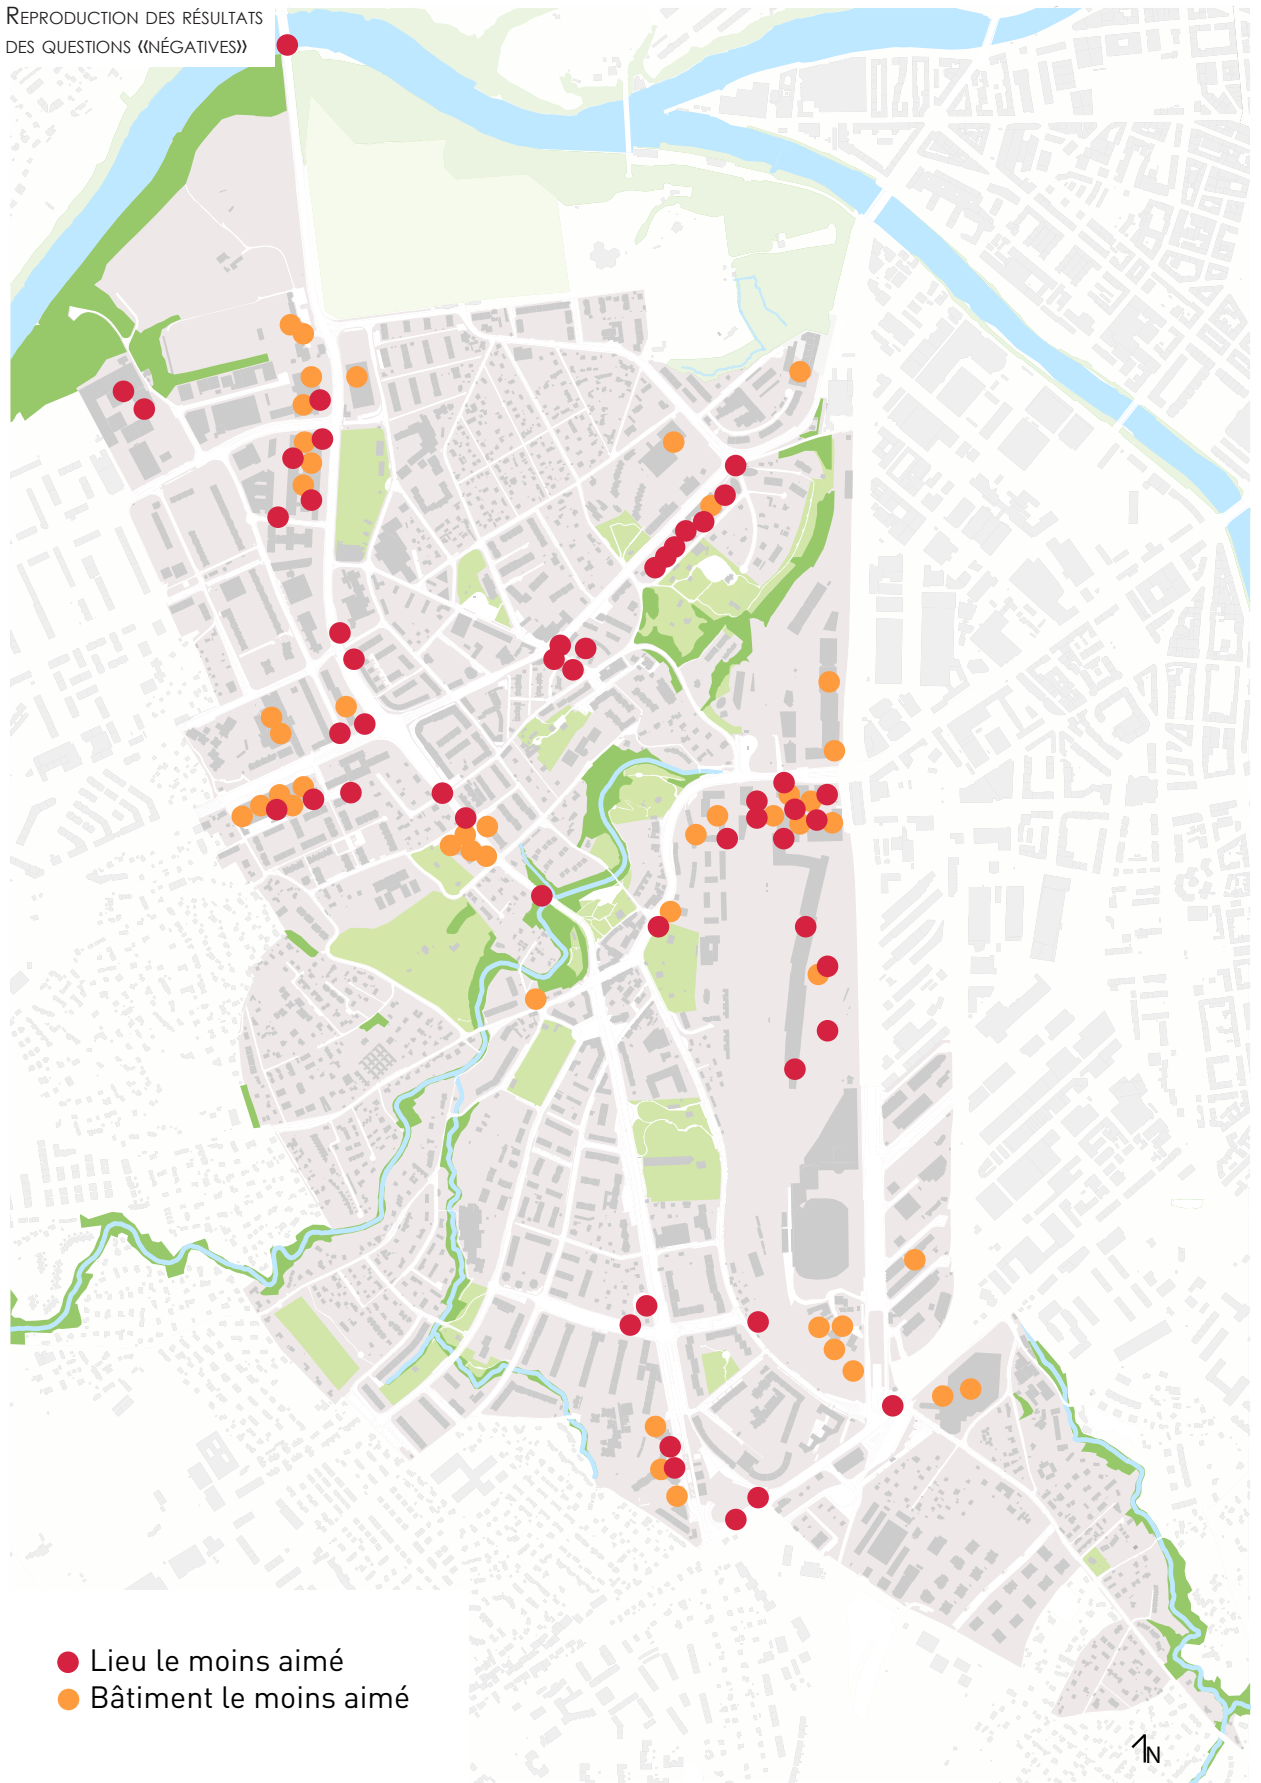 REPRODUCTION DES RÉSULTATS
DES QUESTIONS «NÉGATIVES»
Lieu le moins aimé
Bâtiment le moins aimé
N